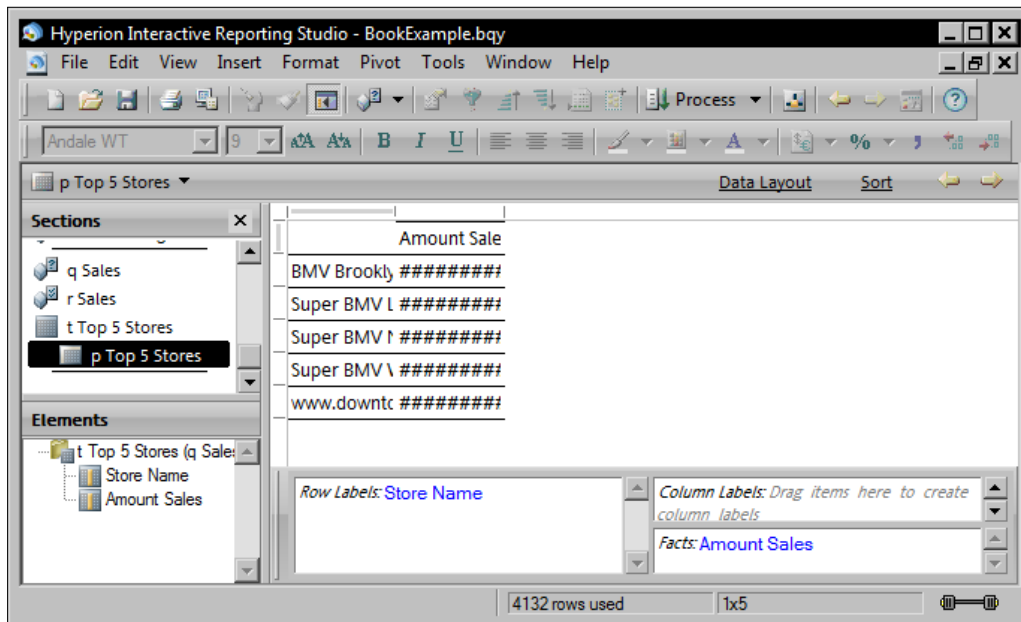 Hyperion Interactive Reporting Studio - BookExample.bqy
File Edit View Insert Format Pivot Tools Window Help
Process
Andale WT 9 B I U A %
p Top 5 Stores Data Layout Sort
Sections
q Sales
r Sales
t Top 5 Stores
p Top 5 Stores
Elements
t Top 5 Stores (q Sales
Store Name
Amount Sales
Amount Sale
BMV Brookly #########
Super BMV L #########
Super BMV #########
Super BMV #########
www.downtc #########
Row Labels: Store Name
Column Labels: Drag items here to create
column labels
Facts: Amount Sales
4132 rows used 1x5